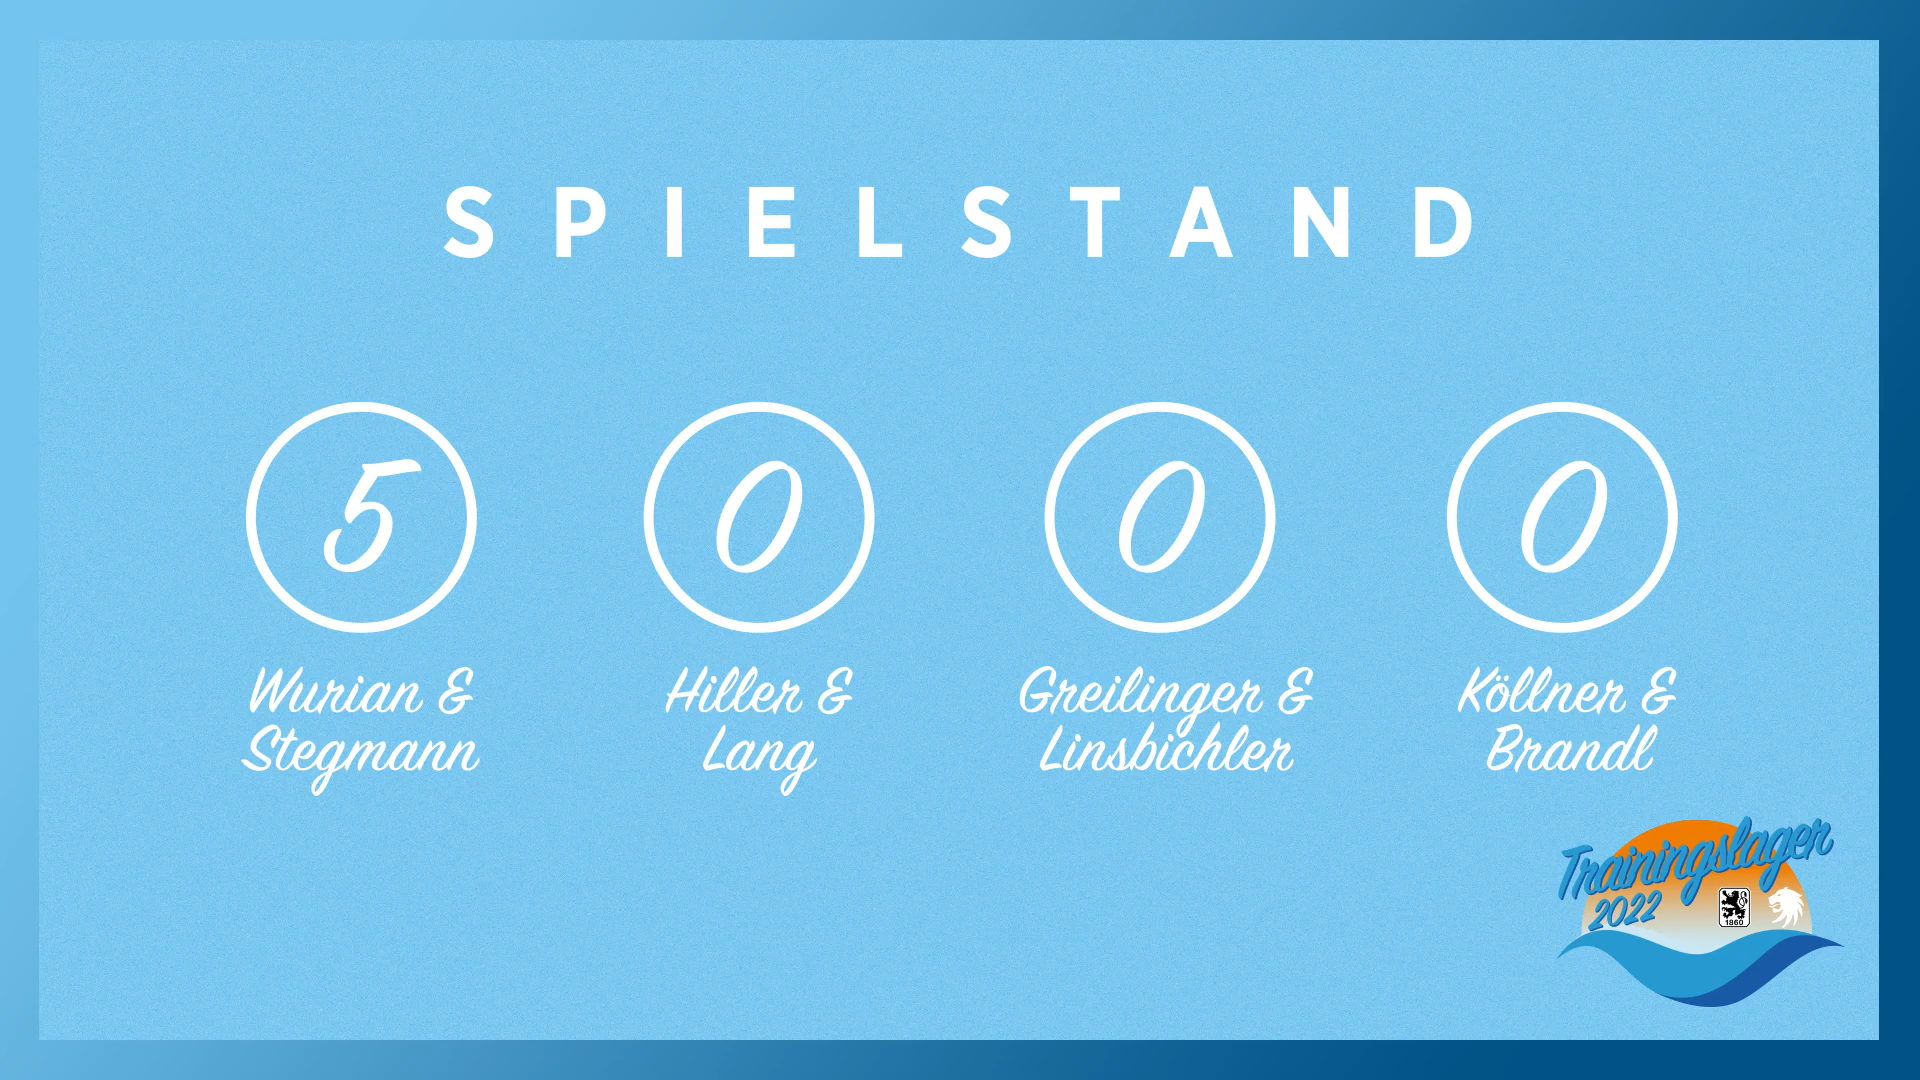 SPIELSTAND
5
0
0
0
Wurian &
Stegmann
Hiller &
Lang
Greilinger &
Linsbichler
Köllner &
Brandl
Trainingslager
2022
1860